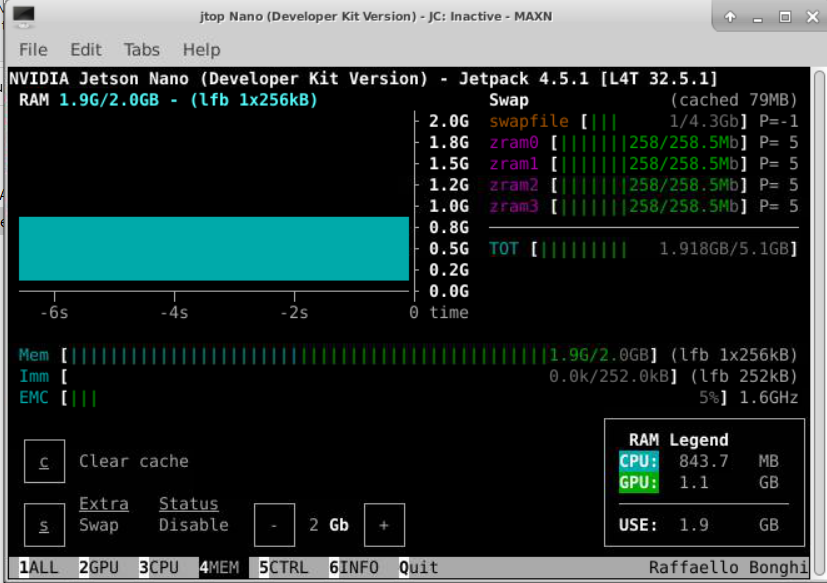 jtop Nano (Developer Kit Version) - JC: Inactive - MAXN
File Edit Tabs Help
NVIDIA Jetson Nano (Developer Kit Version) - Jetpack 4.5.1 [L4T 32.5.1]
RAM 1.9G/2.0GB - (lfb 1x256kB)
2.0G
1.8G
1.5G
1.2G
1.0G
0.8G
0.5G
0.2G
0.0G
-6s -4s -2s 0 time
Swap (cached 79MB)
swapfile [||| 1/4.3Gb] P=-1
zram0 [|||||||258/258.5Mb] P= 5
zram1 [|||||||258/258.5Mb] P= 5
zram2 [|||||||258/258.5Mb] P= 5
zram3 [|||||||258/258.5Mb] P= 5
TOT [||||||||| 1.918GB/5.1GB]
Mem [||||||||||||||||||||||||||||||||||||||||||||||||1.9G/2.0GB] (lfb 1x256kB)
Imm [ 0.0k/252.0kB] (lfb 252kB)
EMC [||| 5%] 1.6GHz
c Clear cache
Extra Status
s Swap Disable - 2 Gb +
RAM Legend
CPU: 843.7 MB
GPU: 1.1 GB
USE: 1.9 GB
1ALL 2GPU 3CPU 4MEM 5CTRL 6INFO Quit Raffaello Bonghi